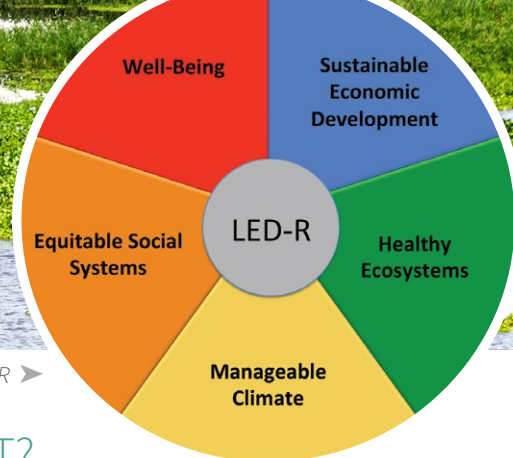 Well-Being
Sustainable
Economic
Development
LED-R
Equitable Social
Systems
Healthy
Ecosystems
Manageable
Climate
R
T?